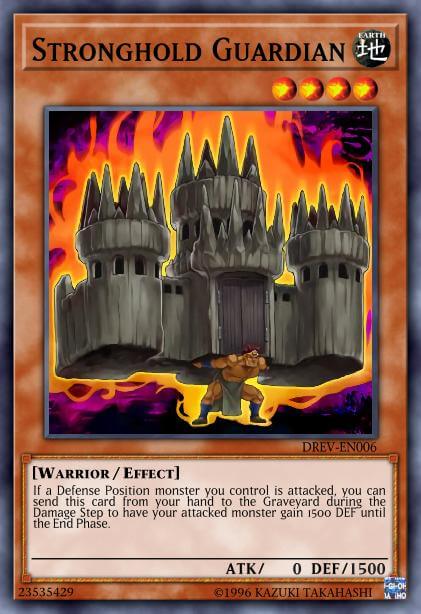 STRONGHOLD GUARDIAN
EARTH
地
DREV-EN006
[WARRIOR / EFFECT]
If a Defense Position monster you control is attacked, you can
send this card from your hand to the Graveyard during the
Damage Step to have your attacked monster gain 1500 DEF until
the End Phase.
ATK/ 0 DEF/1500
23535429
©1996 KAZUKI TAKAHASHI